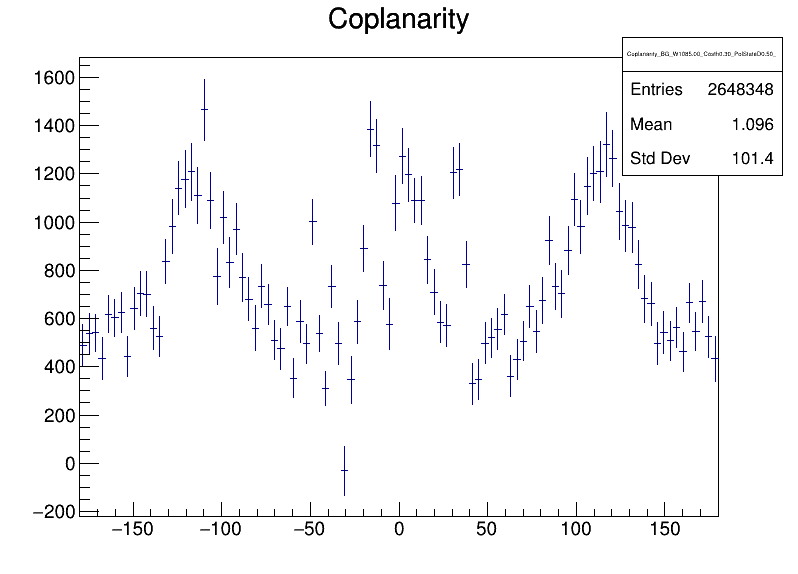 Coplanarity
Coplanarity_BG_W1085.00_Costh0.30_PolStateD0.50_
Entries 2648348
Mean 1.096
Std Dev 101.4
1600
1400
1200
1000
800
600
400
200
0
−200
−150 −100 −50 0 50 100 150